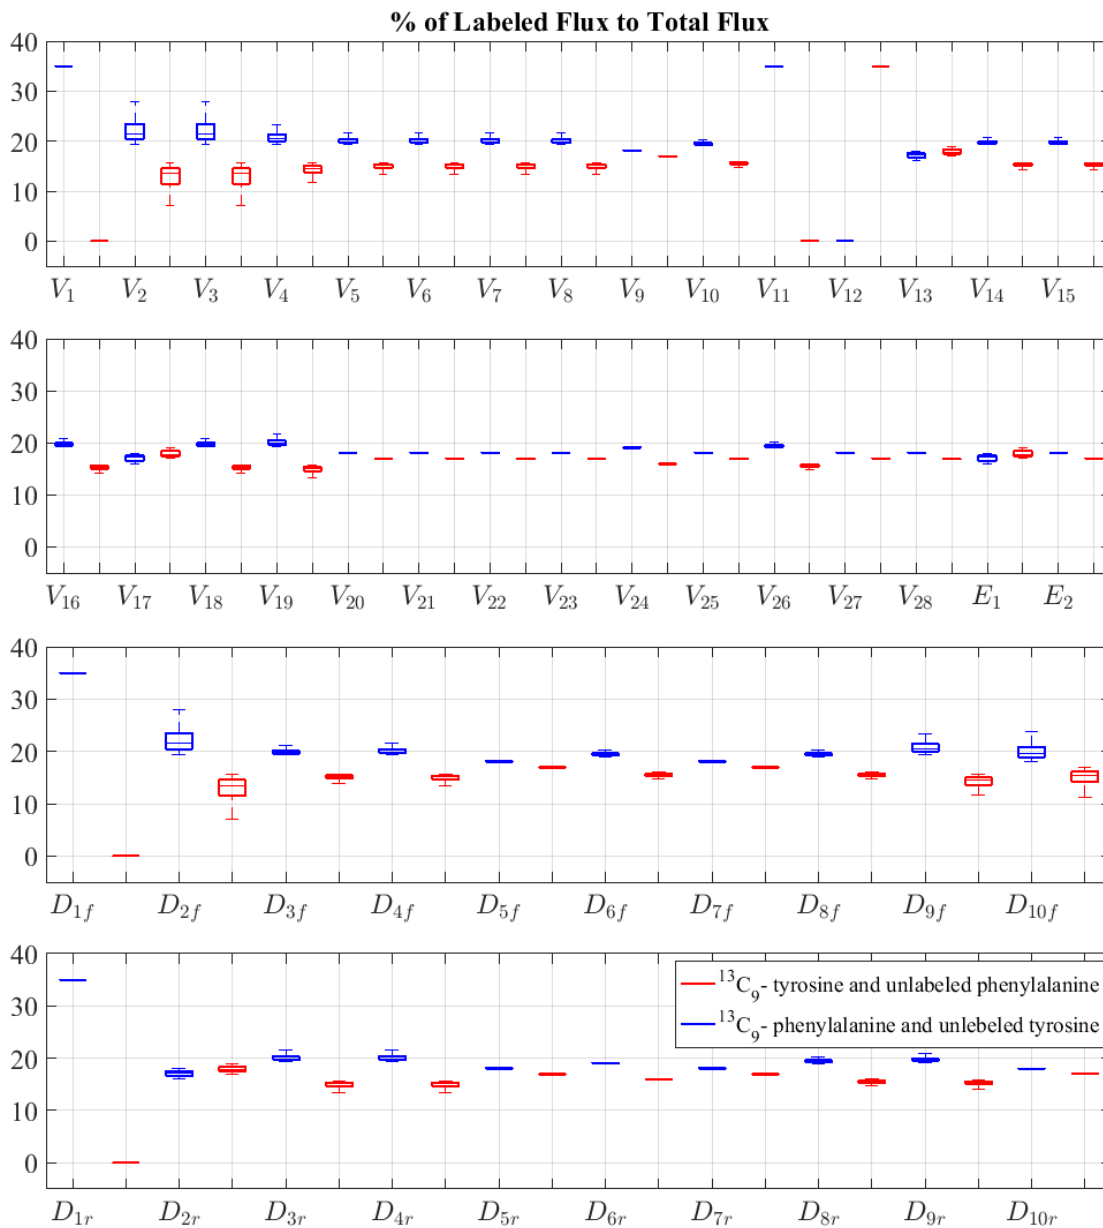 % of Labeled Flux to Total Flux
40
30
20
10
0
V1 V2 V3 V4 V5 V6 V7 V8 V9 V10 V11 V12 V13 V14 V15
40
30
20
10
0
V16 V17 V18 V19 V20 V21 V22 V23 V24 V25 V26 V27 V28 E1 E2
40
30
20
10
0
D1f D2f D3f D4f D5f D6f D7f D8f D9f D10f
40
30
20
10
0
13C9- tyrosine and unlabeled phenylalanine
13C9- phenylalanine and unlebeled tyrosine
D1r D2r D3r D4r D5r D6r D7r D8r D9r D10r